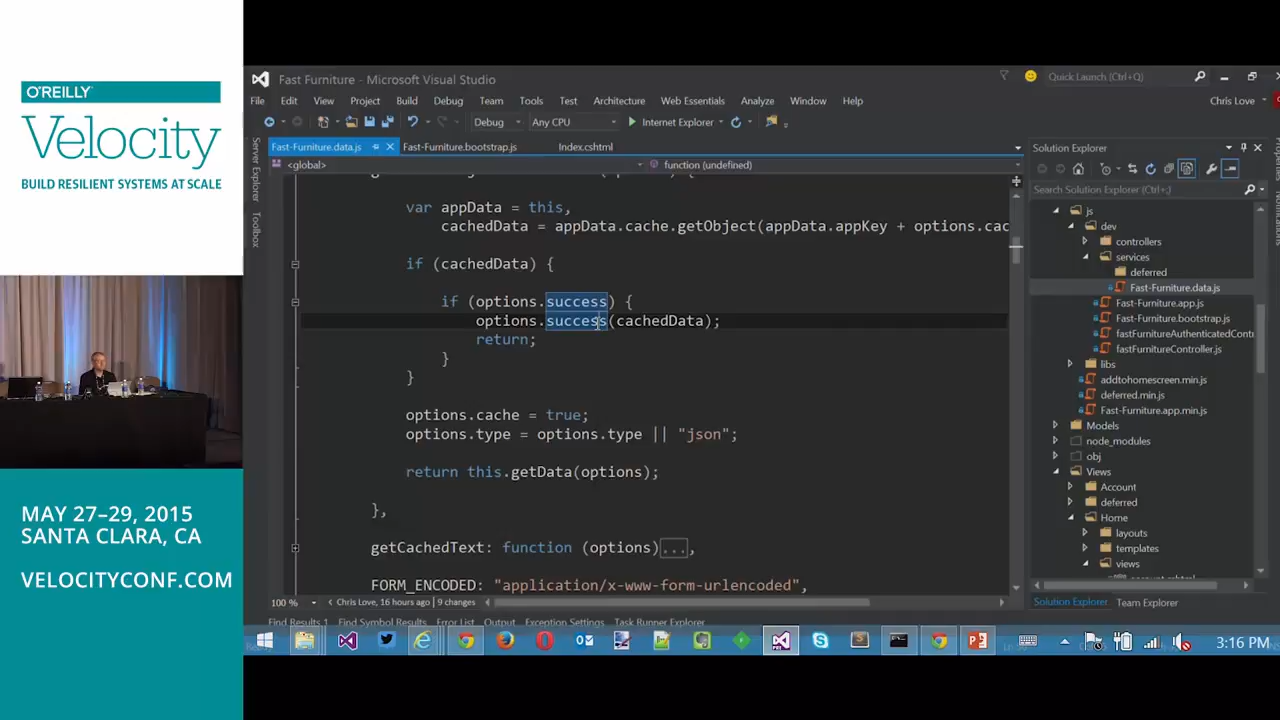 O'REILLY
Velocity
BUILD RESILIENT SYSTEMS AT SCALE
MAY 27–29, 2015
SANTA CLARA, CA
VELOCITYCONF.COM
Fast Furniture - Microsoft Visual Studio
Quick Launch (Ctrl+Q)
File Edit View Project Build Debug Team Tools Test Architecture Web Essentials Analyze Window Help
Chris Love
Debug Any CPU Internet Explorer
Server Explorer
Toolbox
Fast-Furniture.data.js Fast-Furniture.bootstrap.js Index.cshtml
<global> function (undefined)
var appData = this,
cachedData = appData.cache.getObject(appData.appKey + options.cac
if (cachedData) {
if (options.success) {
options.success(cachedData);
return;
}
}
options.cache = true;
options.type = options.type || "json";
return this.getData(options);
},
getCachedText: function (options)...,
FORM_ENCODED: "application/x-www-form-urlencoded",
100 % Chris Love, 16 hours ago | 9 changes
Find Results 1 Find Symbol Results Error List Output Exception Settings Task Runner Explorer
Solution Explorer
Search Solution Explorer (Ctrl+;)
js
dev
controllers
services
deferred
Fast-Furniture.data.js
Fast-Furniture.app.js
Fast-Furniture.bootstrap.js
fastFurnitureAuthenticatedCont
fastFurnitureController.js
libs
addtohomescreen.min.js
deferred.min.js
Fast-Furniture.app.min.js
Models
node_modules
obj
Views
Account
deferred
Home
layouts
templates
views
Solution Explorer Team Explorer
3:16 PM